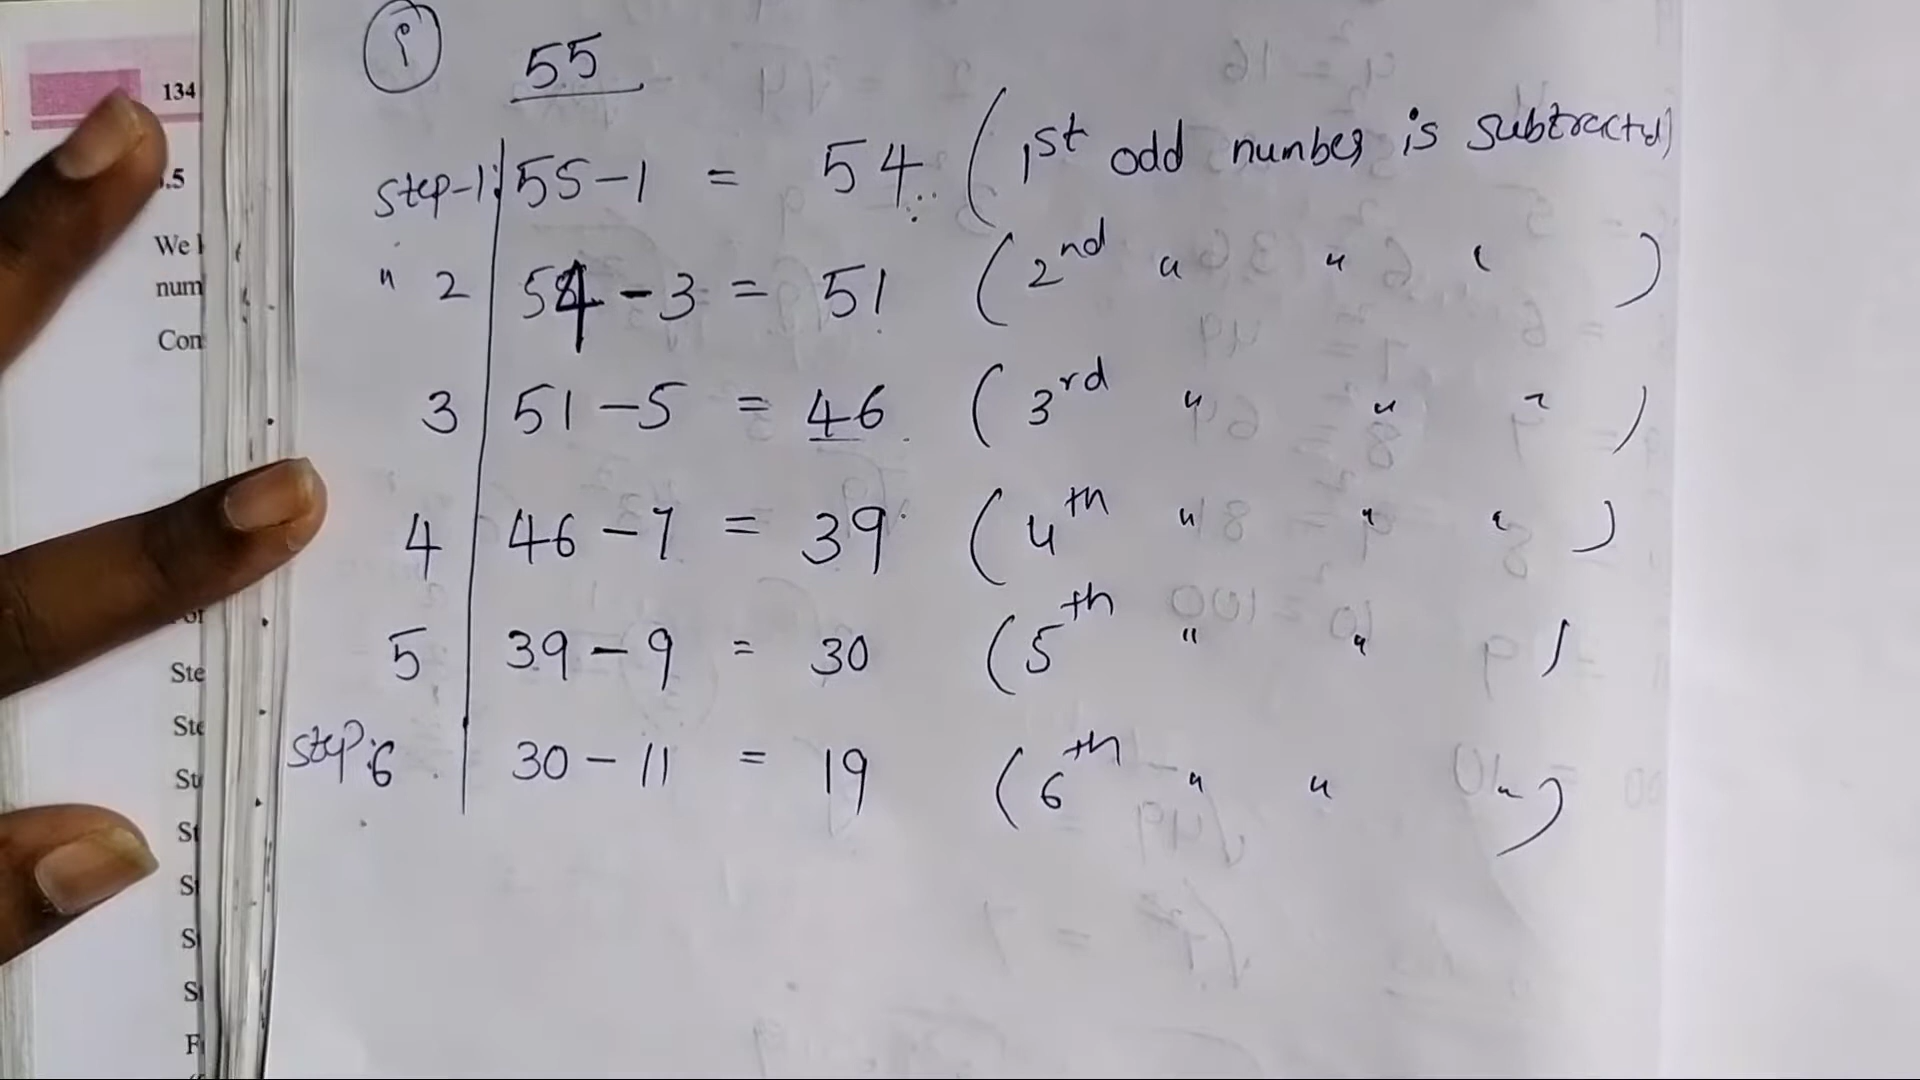 134
.5
We
num
Con
Ste
Ste
St
St
S
S
S
F
55
Step-1: 55-1 = 54 (1st odd number is subtracted)
" 2 54-3 = 51 (2nd " " " )
3 51-5 = 46 (3rd " " " )
4 46-7 = 39 (4th " " " )
5 39-9 = 30 (5th " " )
Step:6 30-11 = 19 (6th " " " )